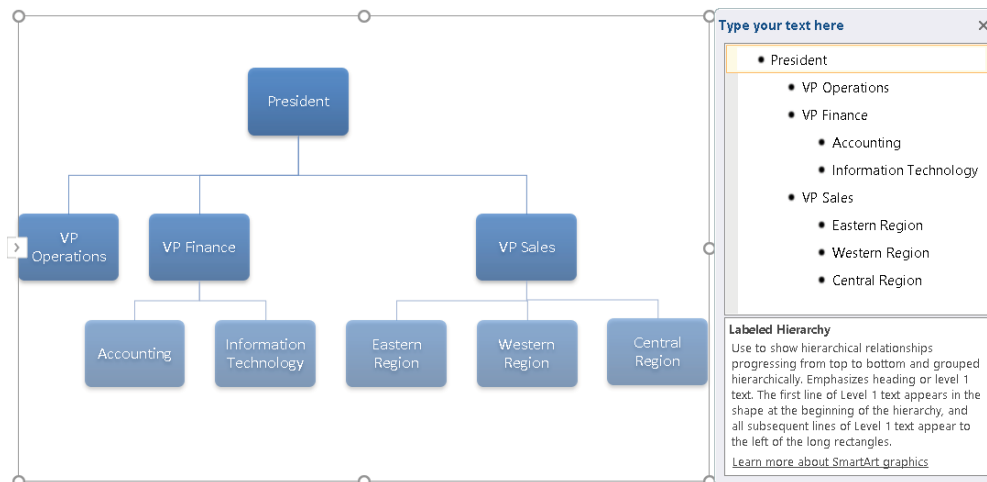 President
VP
Operations
VP Finance
VP Sales
Accounting
Information
Technology
Eastern
Region
Western
Region
Central
Region
Type your text here
President
VP Operations
VP Finance
Accounting
Information Technology
VP Sales
Eastern Region
Western Region
Central Region
Labeled Hierarchy
Use to show hierarchical relationships
progressing from top to bottom and grouped
hierarchically. Emphasizes heading or level 1
text. The first line of Level 1 text appears in the
shape at the beginning of the hierarchy, and
all subsequent lines of Level 1 text appear to
the left of the long rectangles.
Learn more about SmartArt graphics